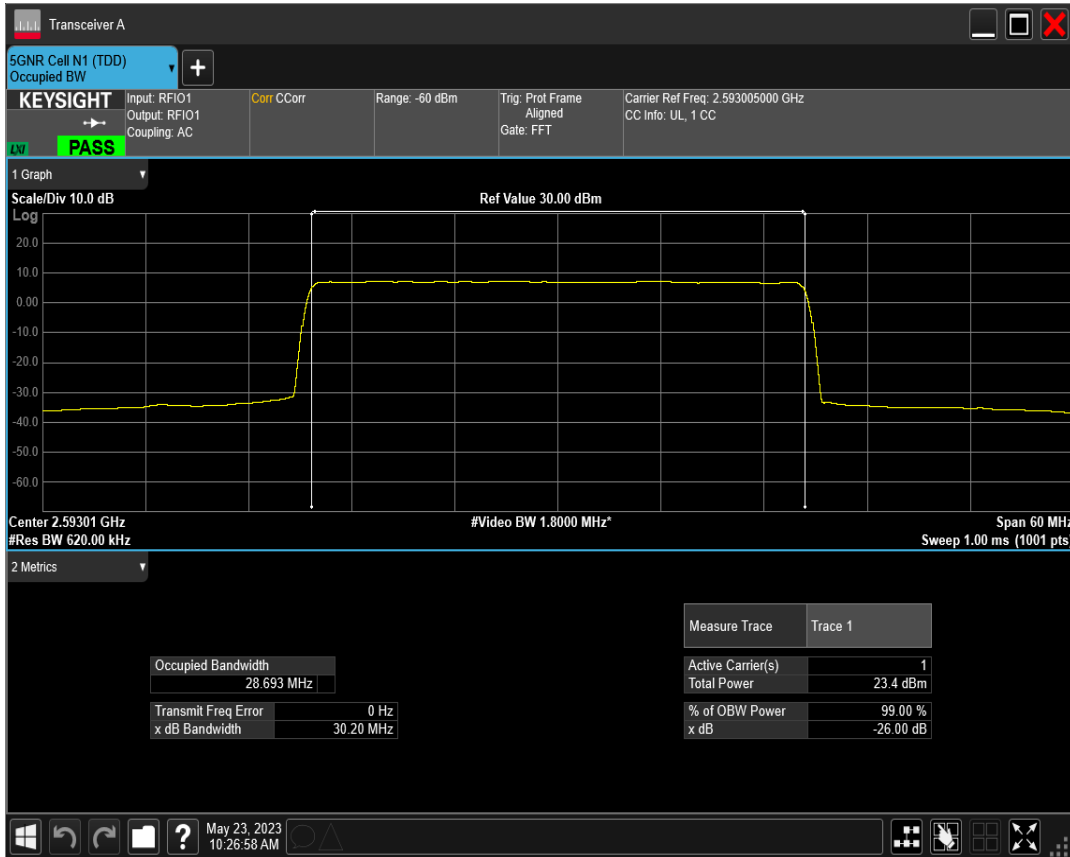 Transceiver A
5GNR Cell N1 (TDD)
Occupied BW
+
KEYSIGHT
LXI
PASS
Input: RFIO1
Output: RFIO1
Coupling: AC
Corr CCorr
Range: -60 dBm
Trig: Prot Frame
Aligned
Gate: FFT
Carrier Ref Freq: 2.593005000 GHz
CC Info: UL, 1 CC
1 Graph
Scale/Div 10.0 dB
Ref Value 30.00 dBm
Log
20.0
10.0
0.00
-10.0
-20.0
-30.0
-40.0
-50.0
-60.0
Center 2.59301 GHz
#Video BW 1.8000 MHz*
Span 60 MHz
#Res BW 620.00 kHz
Sweep 1.00 ms (1001 pts)
2 Metrics
Measure Trace Trace 1
Occupied Bandwidth
28.693 MHz
Active Carrier(s) 1
Total Power 23.4 dBm
Transmit Freq Error 0 Hz
x dB Bandwidth 30.20 MHz
% of OBW Power 99.00 %
x dB -26.00 dB
?
May 23, 2023
10:26:58 AM